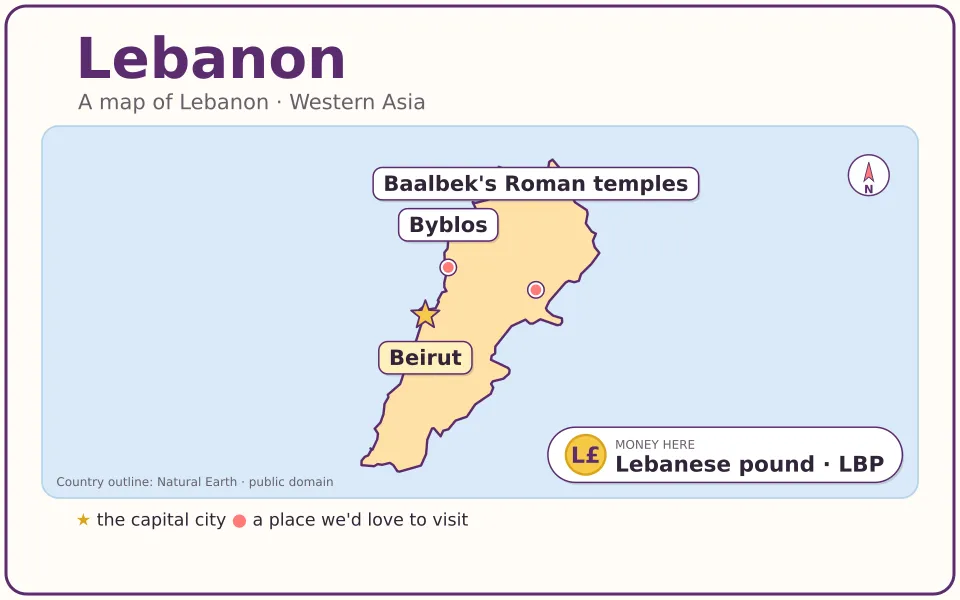 Lebanon
A map of Lebanon · Western Asia
Baalbek's Roman temples
Byblos
N
Beirut
L£
MONEY HERE
Lebanese pound · LBP
Country outline: Natural Earth · public domain
★ the capital city ● a place we'd love to visit